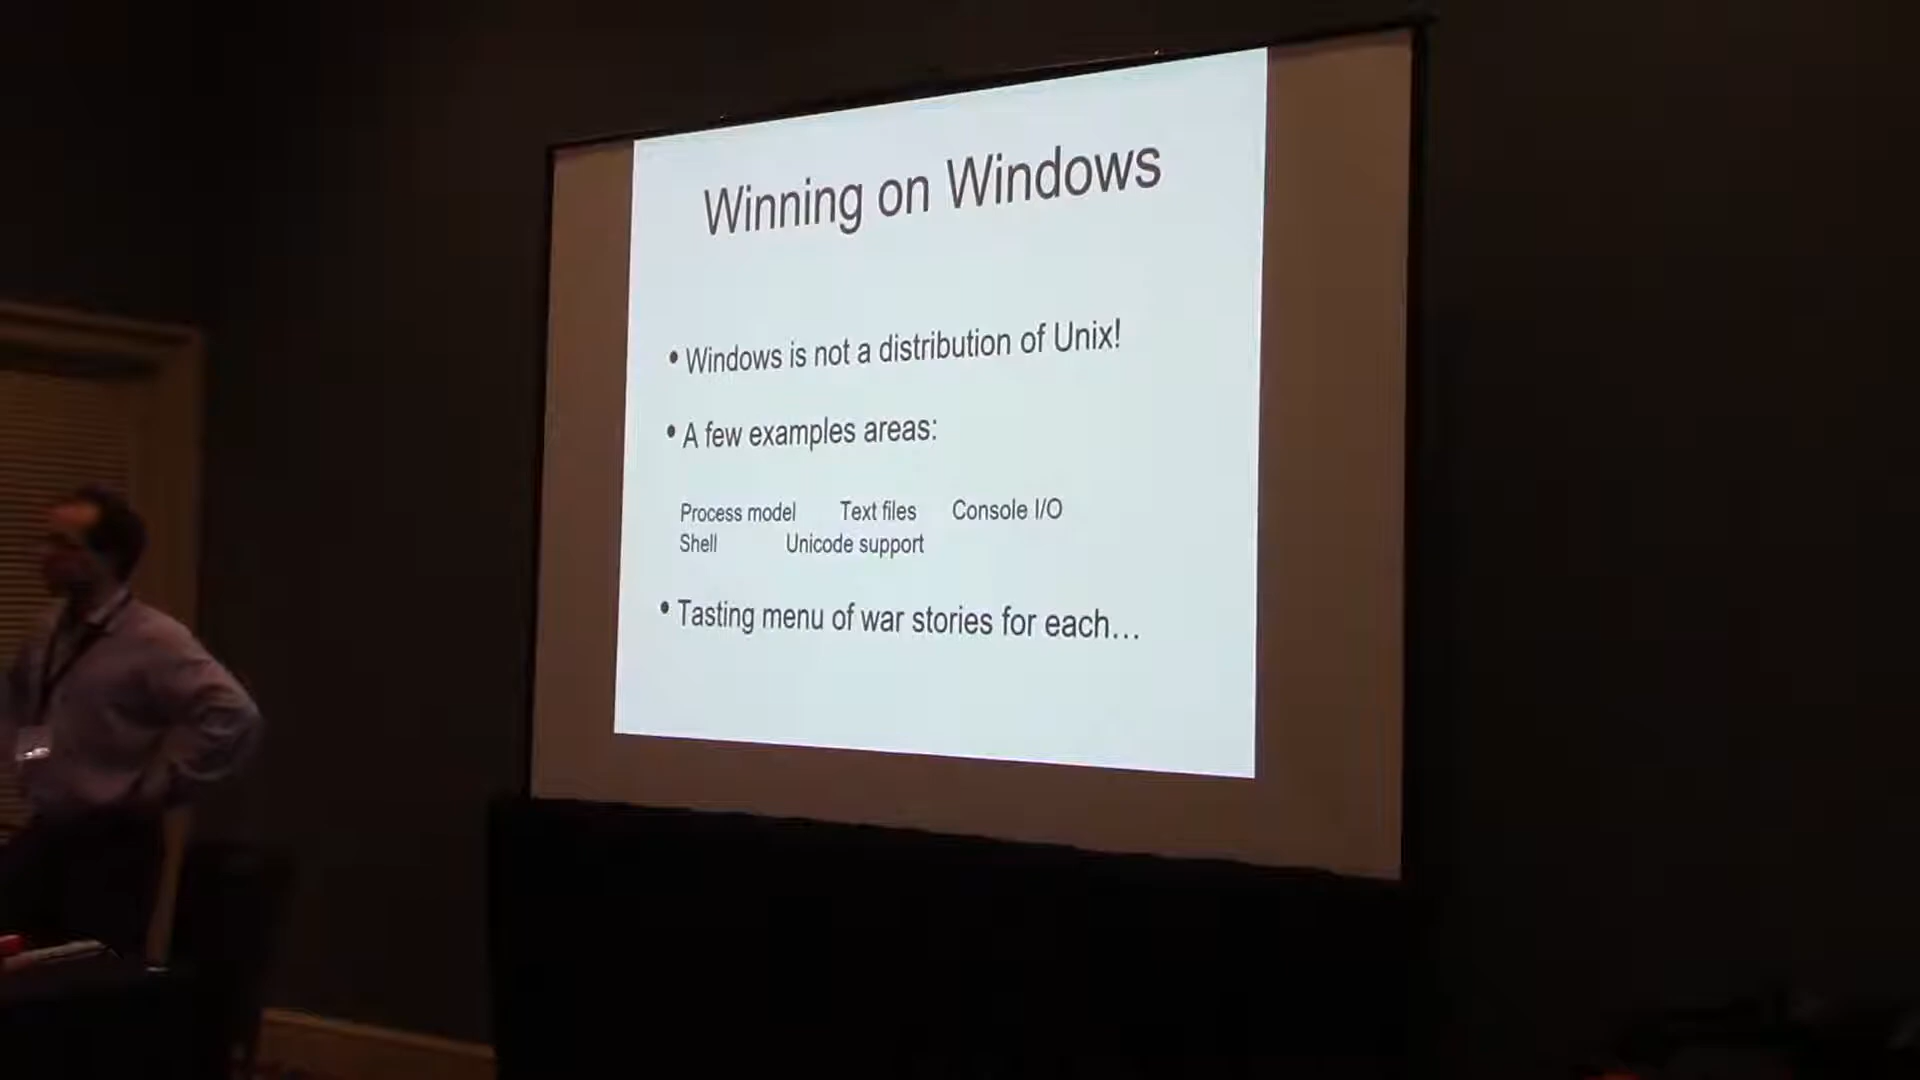 Winning on Windows
• Windows is not a distribution of Unix!
• A few examples areas:
Process model Text files Console I/O
Shell Unicode support
• Tasting menu of war stories for each...